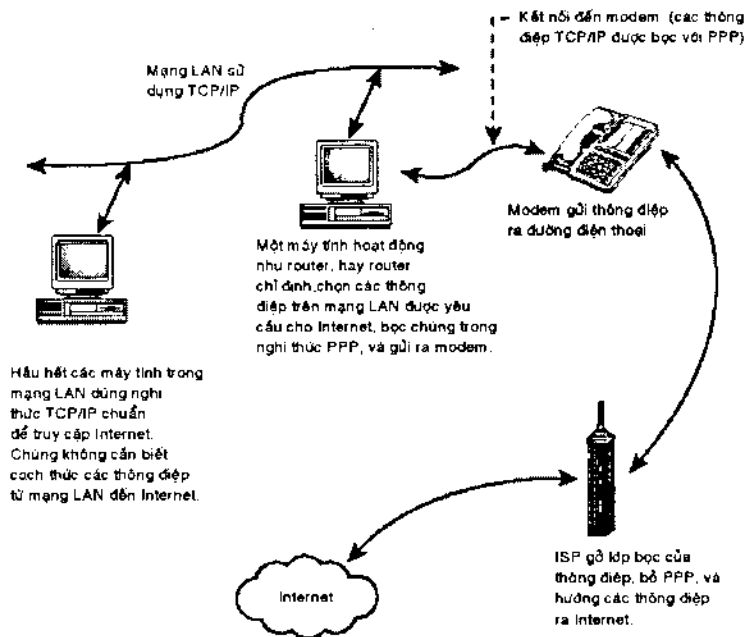 Kết nối đến modem (các thông
điệp TCP/IP được bọc với PPP)
Mạng LAN sử
dụng TCP/IP
Modem gửi thông điệp
ra đường điện thoại
Một máy tính hoạt động
như router, hay router
chỉ định,chọn các thông
điệp trên mạng LAN được yêu
cầu cho Internet, bọc chúng trong
nghi thức PPP, và gửi ra modem.
Hầu hết các máy tính trong
mạng LAN dùng nghi
thức TCP/IP chuẩn
để truy cập Internet.
Chúng không cần biết
cách thức các thông điệp
từ mạng LAN đến Internet.
ISP gở lớp bọc của
thông điệp, bỏ PPP, và
hướng các thông điệp
ra Internet.
Internet